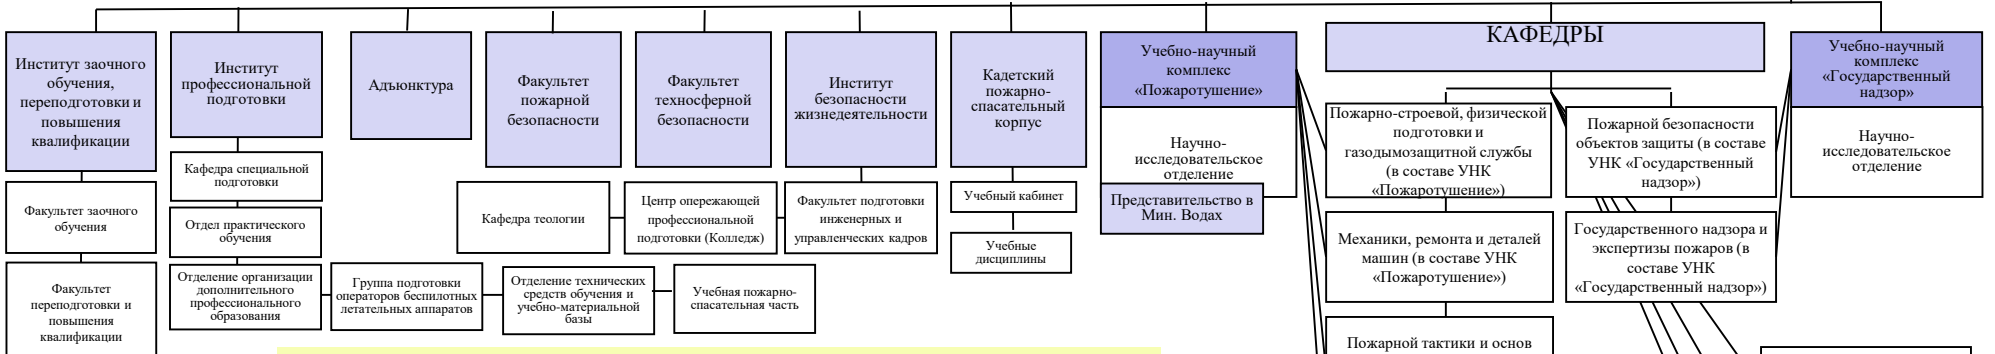 Институт заочного
обучения,
переподготовки и
повышения
квалификации
Факультет заочного
обучения
Факультет
переподготовки и
повышения
квалификации
Институт
профессиональной
подготовки
Кафедра специальной
подготовки
Отдел практического
обучения
Отделение организации
дополнительного
профессионального
образования
Группа подготовки
операторов беспилотных
летательных аппаратов
Отделение технических
средств обучения и
учебно-материальной
базы
Учебная пожарно-
спасательная часть
Адъюнктура
Факультет
пожарной
безопасности
Факультет
техносферной
безопасности
Институт
безопасности
жизнедеятельности
Кафедра теологии
Центр опережающей
профессиональной
подготовки (Колледж)
Факультет подготовки
инженерных и
управленческих кадров
Кадетский
пожарно-
спасательный
корпус
Учебный кабинет
Учебные
дисциплины
Учебно-научный
комплекс
«Пожаротушение»
Научно-
исследовательское
отделение
Представительство в
Мин. Водах
КАФЕДРЫ
Пожарно-строевой, физической
подготовки и
газодымозащитной службы
(в составе УНК
«Пожаротушение»)
Механики, ремонта и деталей
машин (в составе УНК
«Пожаротушение»)
Пожарной тактики и основ
Пожарной безопасности
объектов защиты (в составе
УНК «Государственный
надзор»)
Государственного надзора и
экспертизы пожаров (в
составе УНК
«Государственный надзор»)
Учебно-научный
комплекс
«Государственный
надзор»
Научно-
исследовательское
отделение